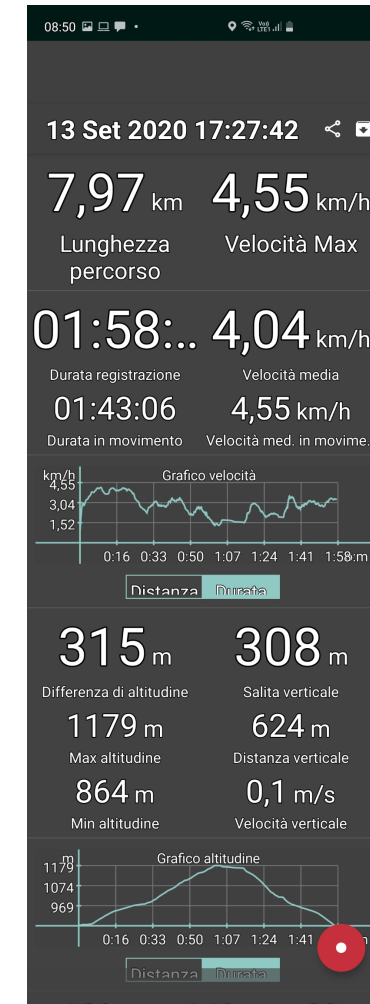 08:50
13 Set 2020 17:27:42
7,97 km 4,55 km/h
Lunghezza Velocità Max
percorso
01:58:... 4,04 km/h
Durata registrazione Velocità media
01:43:06 4,55 km/h
Durata in movimento Velocità med. in movime.
km/h Grafico velocità
4,55
3,04
1,52
0:16 0:33 0:50 1:07 1:24 1:41 1:58
Distanza Durata
315 m 308 m
Differenza di altitudine Salita verticale
1179 m 624 m
Max altitudine Distanza verticale
864 m 0,1 m/s
Min altitudine Velocità verticale
m Grafico altitudine
1179
1074
969
0:16 0:33 0:50 1:07 1:24 1:41
Distanza Durata